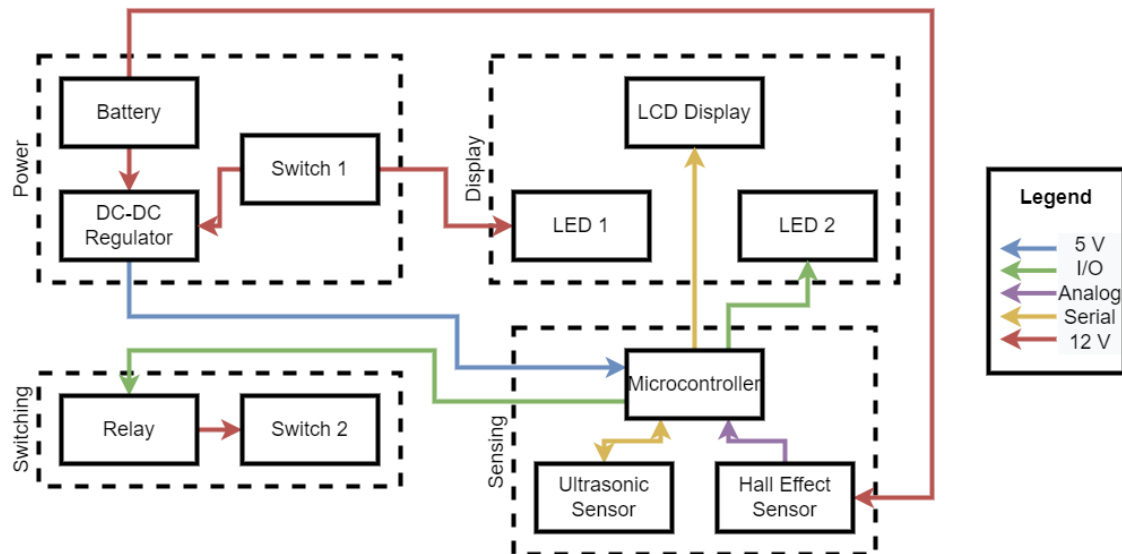 Power
Battery
DC-DC
Regulator
Switch 1
Display
LCD Display
LED 1
LED 2
Switching
Relay
Switch 2
Sensing
Microcontroller
Ultrasonic
Sensor
Hall Effect
Sensor
Legend
5 V
I/O
Analog
Serial
12 V